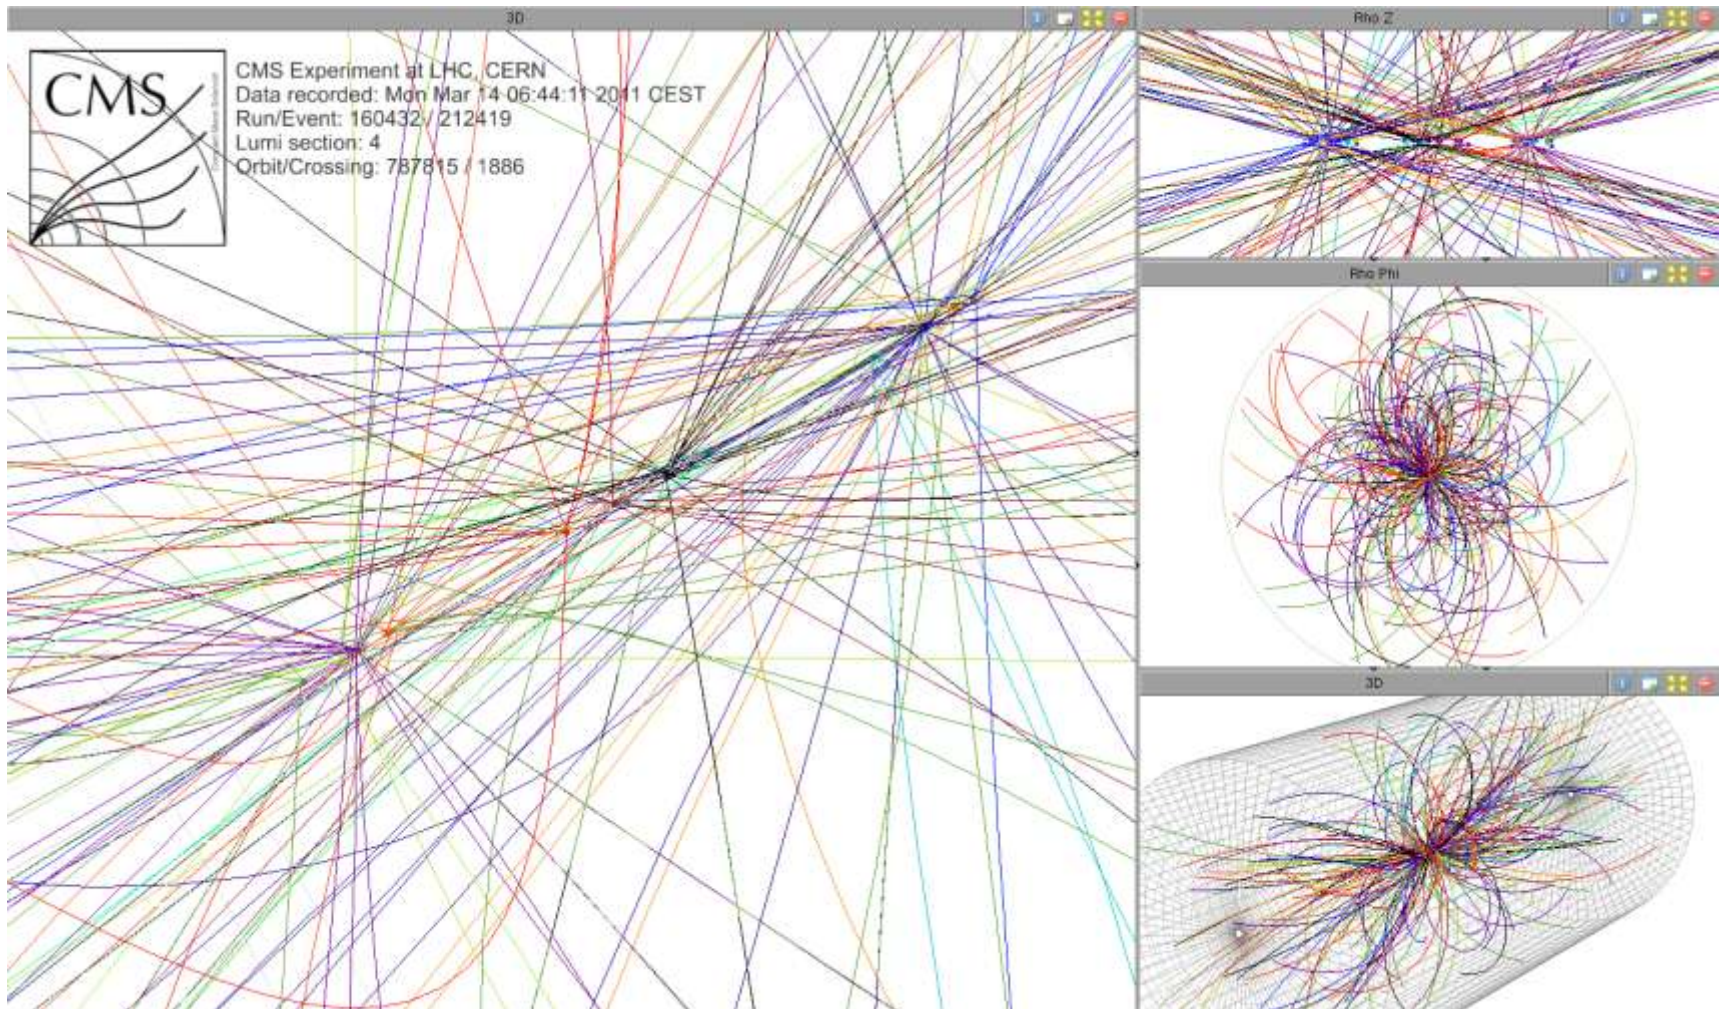 3D
CMS
CMS Experiment at LHC, CERN
Data recorded: Mon Mar 14 06:44:11 2011 CEST
Run/Event: 160432 / 212419
Lumi section: 4
Orbit/Crossing: 787815 / 1886
Rho Z
Rho Phi
3D